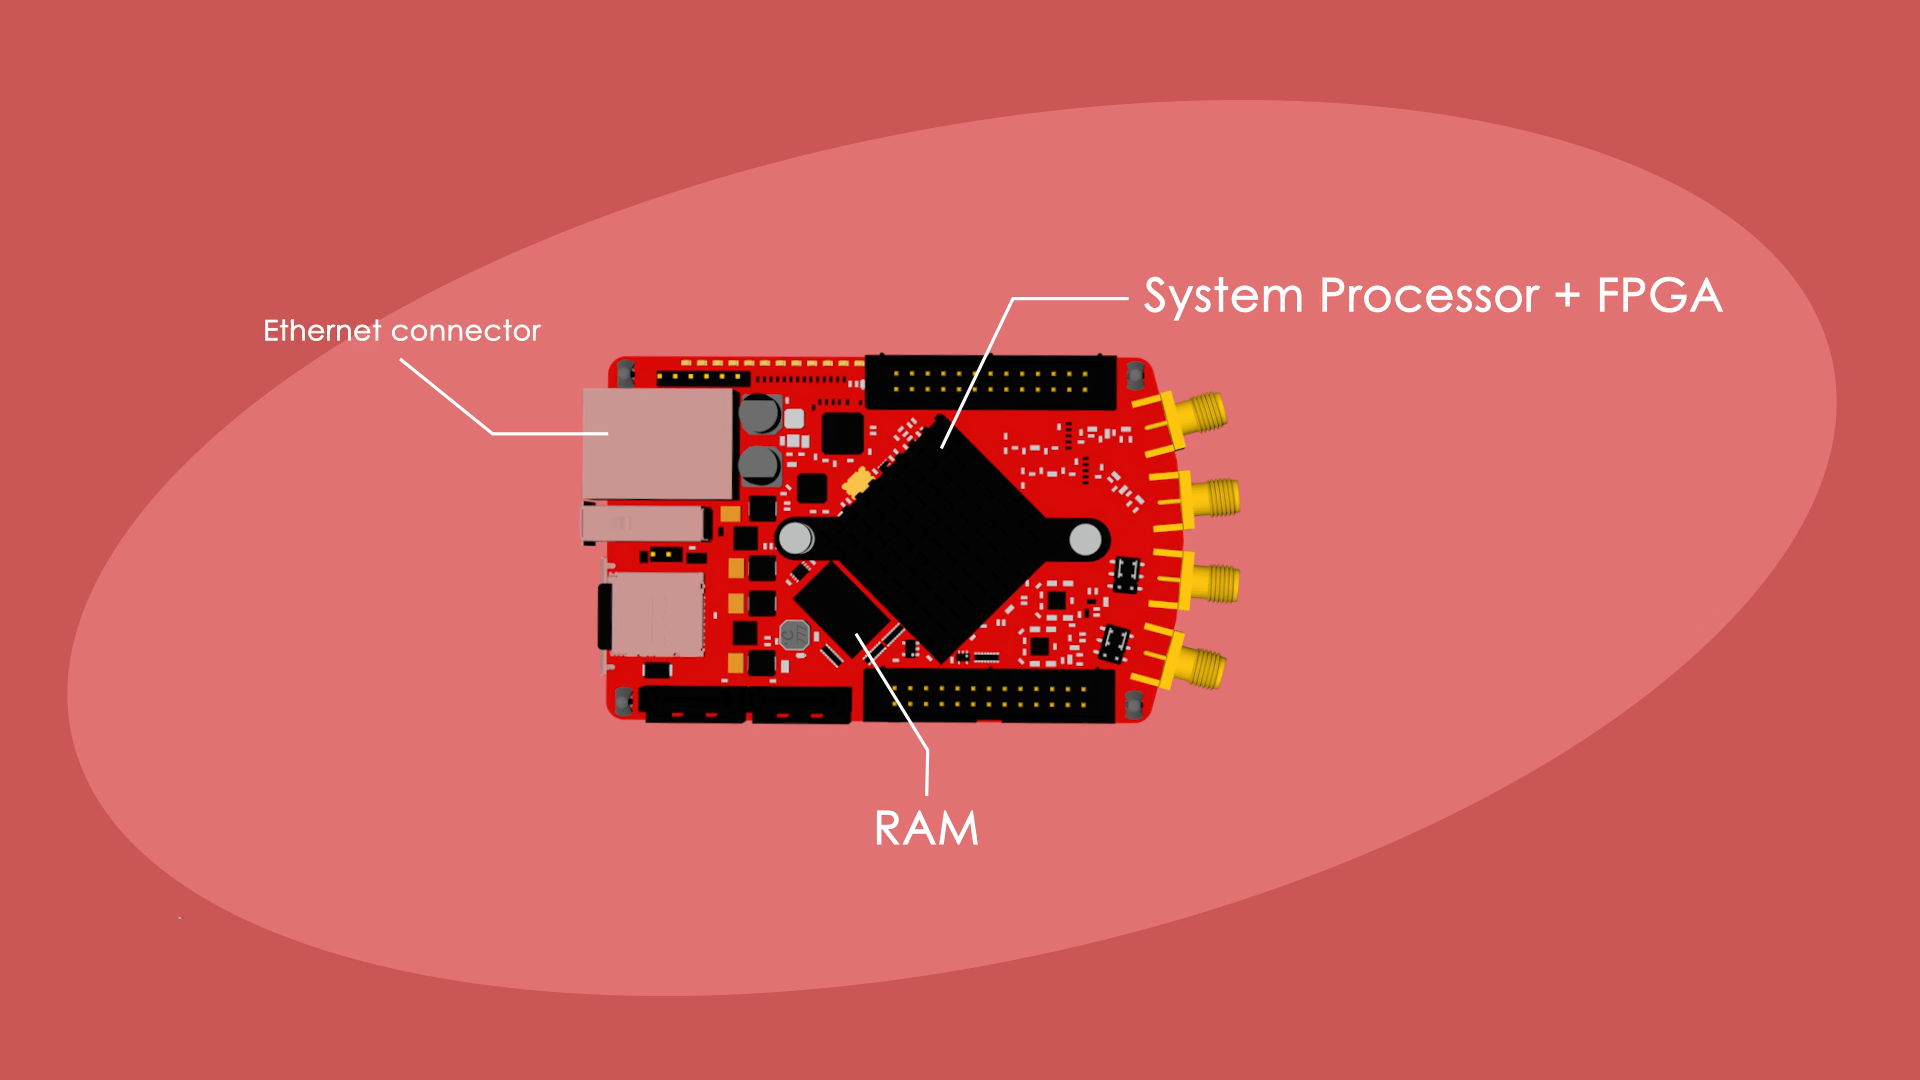 System Processor + FPGA
Ethernet connector
RAM